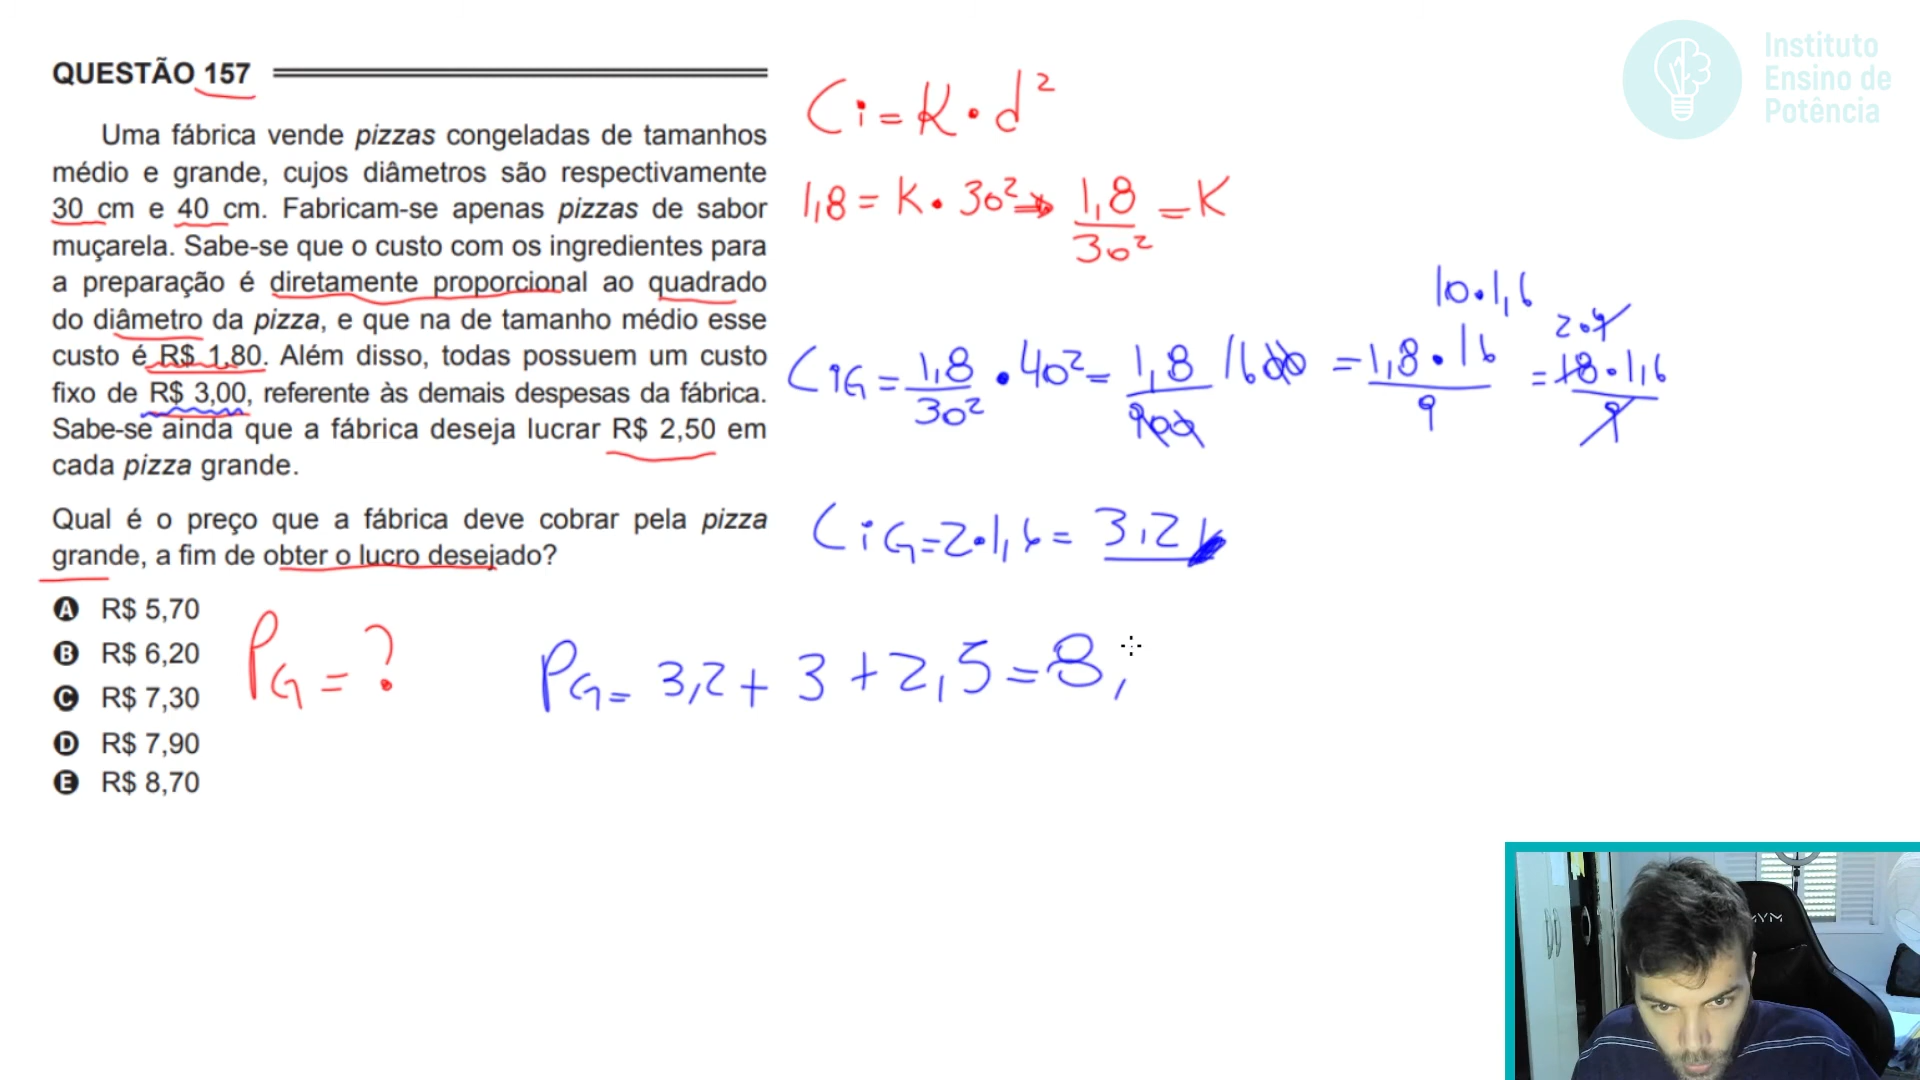 QUESTÃO 157
Uma fábrica vende pizzas congeladas de tamanhos
médio e grande, cujos diâmetros são respectivamente
30 cm e 40 cm. Fabricam-se apenas pizzas de sabor
muçarela. Sabe-se que o custo com os ingredientes para
a preparação é diretamente proporcional ao quadrado
do diâmetro da pizza, e que na de tamanho médio esse
custo é R$ 1,80. Além disso, todas possuem um custo
fixo de R$ 3,00, referente às demais despesas da fábrica.
Sabe-se ainda que a fábrica deseja lucrar R$ 2,50 em
cada pizza grande.
Qual é o preço que a fábrica deve cobrar pela pizza
grande, a fim de obter o lucro desejado?
A R$ 5,70
B R$ 6,20
C R$ 7,30
D R$ 7,90
E R$ 8,70
PG = ?
Ci = K · d²
1,8 = K · 30² → 1,8/30² = K
10 · 1,6
2 · 9
CiG = 1,8/30² · 40² = 1,8/900 1600 = 1,8 · 16/9 = 18 · 1,6/9
CiG = 2 · 1,6 = 3,2
PG = 3,2 + 3 + 2,5 = 8,
Instituto
Ensino de
Potência
MYM